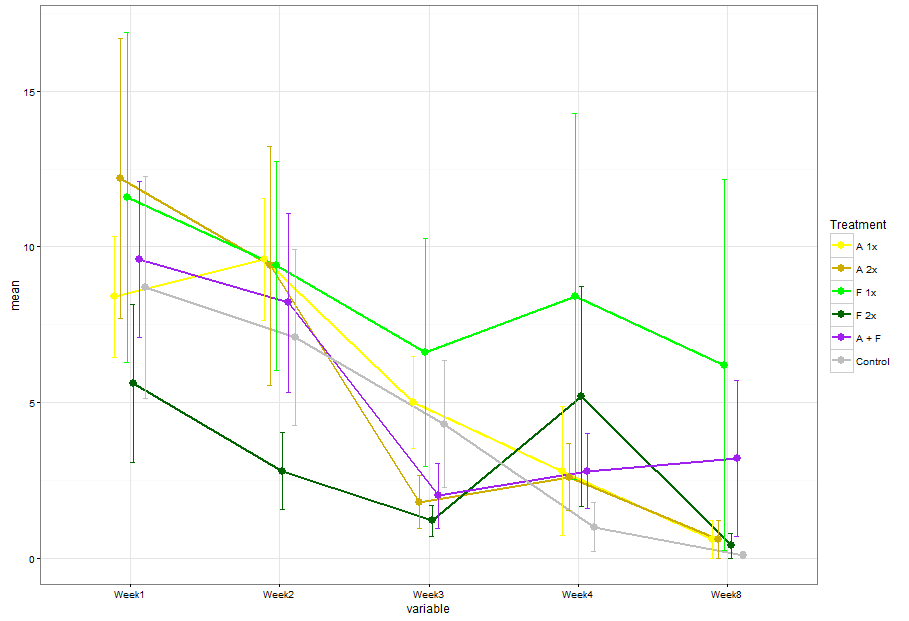 mean
15
10
5
0
Week1 Week2 Week3 Week4 Week8
variable
Treatment
A 1x
A 2x
F 1x
F 2x
A + F
Control